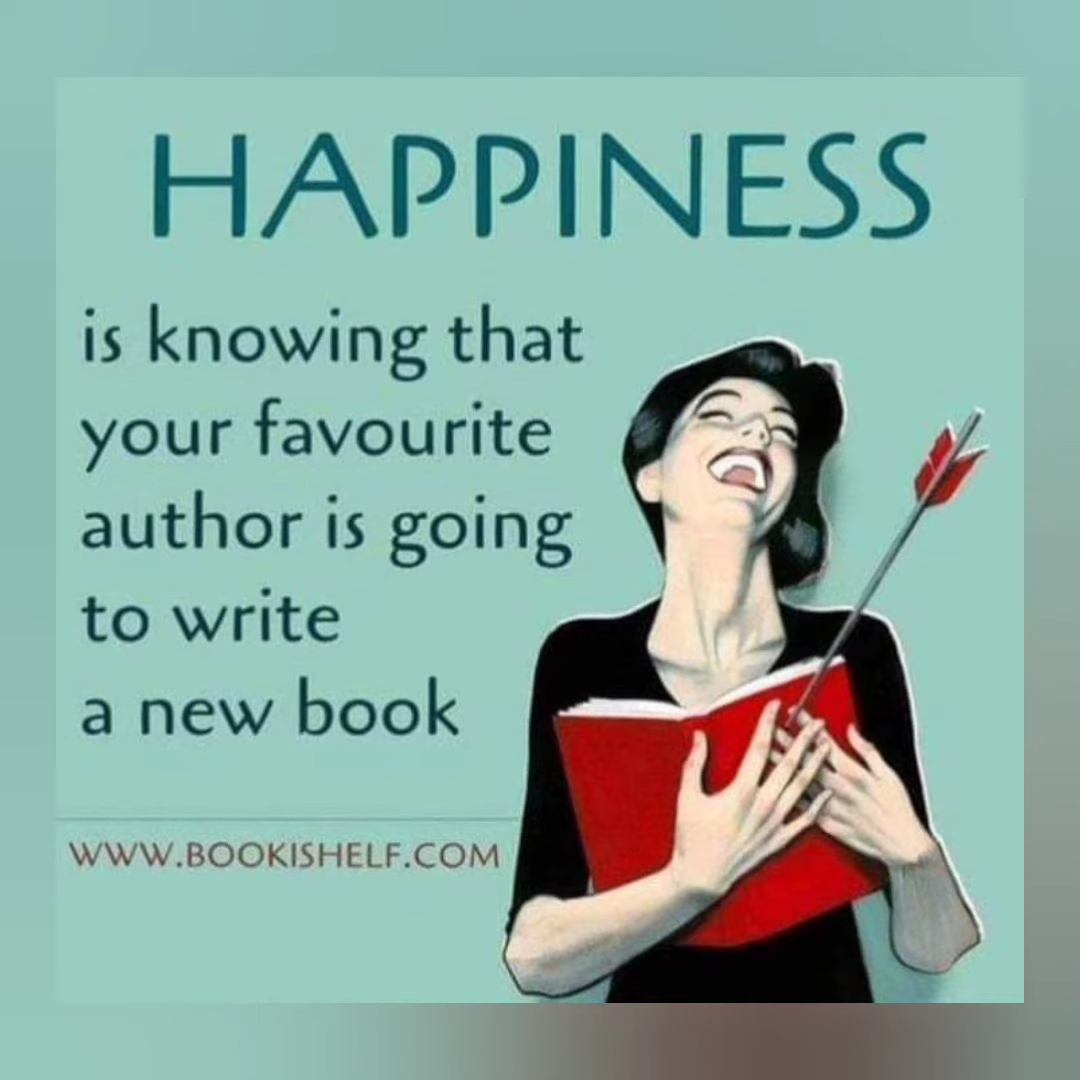 HAPPINESS
is knowing that
your favourite
author is going
to write
a new book
WWW.BOOKISHELF.COM